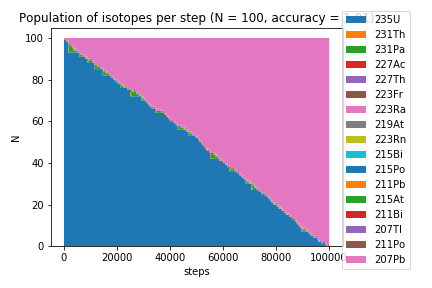 Population of isotopes per step (N = 100, accuracy =
N
100
80
60
40
20
0
0
20000
40000
60000
80000
100000
steps
235U
231Th
231Pa
227Ac
227Th
223Fr
223Ra
219At
223Rn
215Bi
215Po
211Pb
215At
211Bi
207Tl
211Po
207Pb